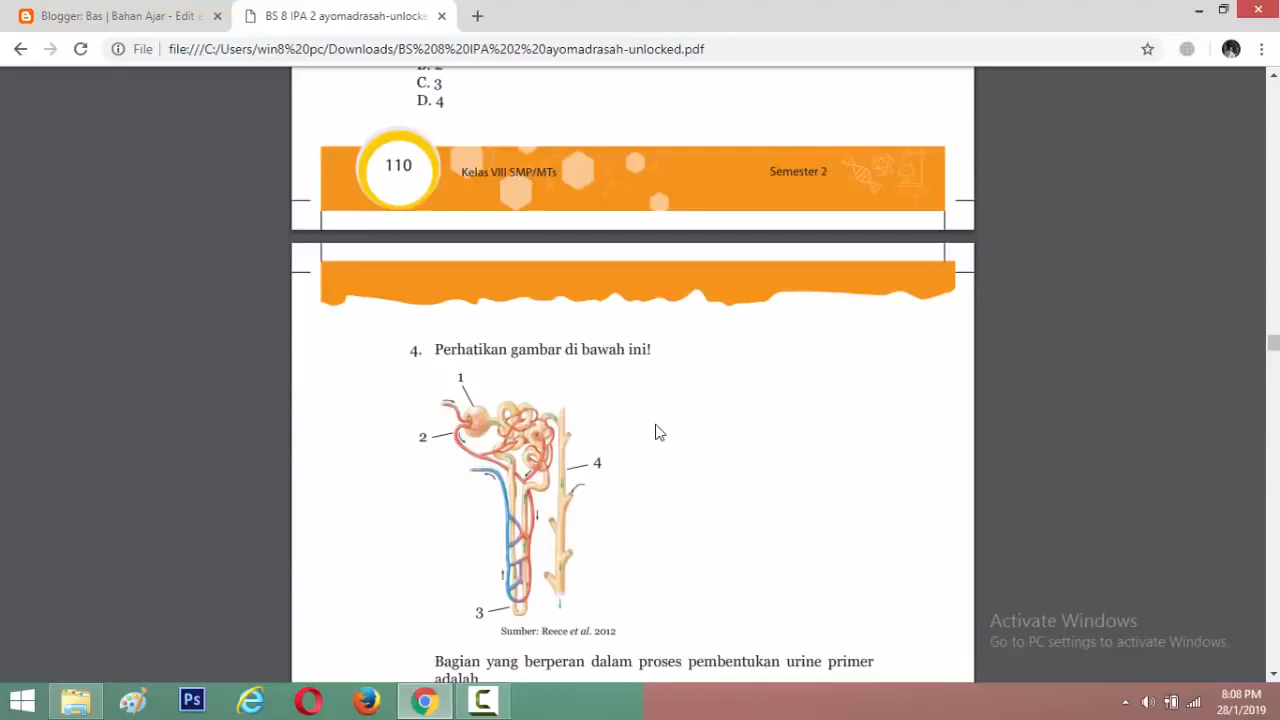 Blogger: Bas | Bahan Ajar - Edit e
BS 8 IPA 2 ayomadrasah-unlocke
File
file:///C:/Users/win8%20pc/Downloads/BS%208%20IPA%202%20ayomadrasah-unlocked.pdf
C. 3
D. 4
110
Kelas VIII SMP/MTs
Semester 2
4. Perhatikan gambar di bawah ini!
1
2
4
3
Sumber: Reece et al. 2012
Bagian yang berperan dalam proses pembentukan urine primer
adalah
Activate Windows
Go to PC settings to activate Windows.
Ps
8:08 PM
28/1/2019